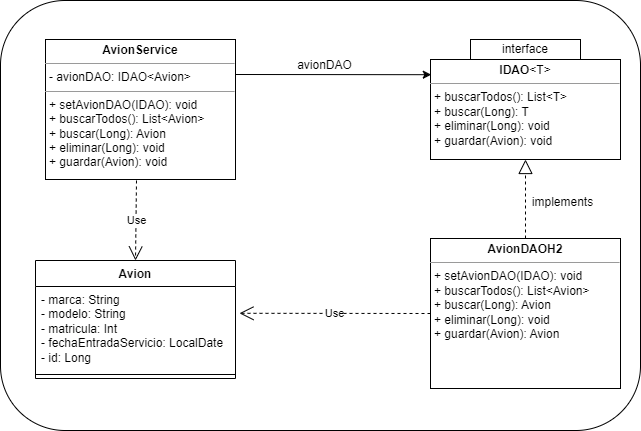 AvionService
- avionDAO: IDAO<Avion>
+ setAvionDAO(IDAO): void
+ buscarTodos(): List<Avion>
+ buscar(Long): Avion
+ eliminar(Long): void
+ guardar(Avion): void
avionDAO
interface
IDAO<T>
+ buscarTodos(): List<T>
+ buscar(Long): T
+ eliminar(Long): void
+ guardar(Avion): void
Use
implements
Avion
- marca: String
- modelo: String
- matricula: Int
- fechaEntradaServicio: LocalDate
- id: Long
Use
AvionDAOH2
+ setAvionDAO(IDAO): void
+ buscarTodos(): List<Avion>
+ buscar(Long): Avion
+ eliminar(Long): void
+ guardar(Avion): Avion